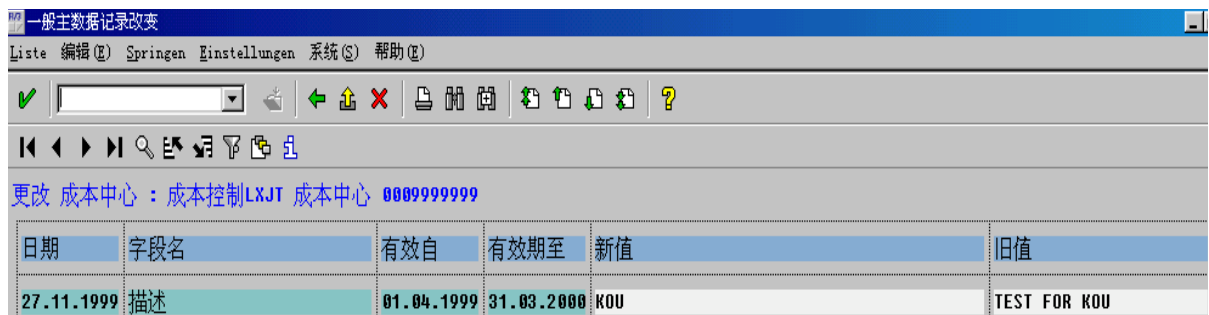 一般主数据记录改变
Liste 编辑(E) Springen Einstellungen 系统(S) 帮助(E)
更改 成本中心 : 成本控制LXJT 成本中心 0009999999
日期 字段名 有效自 有效期至 新值 旧值
27.11.1999 描述 01.04.1999 31.03.2000 KOU TEST FOR KOU